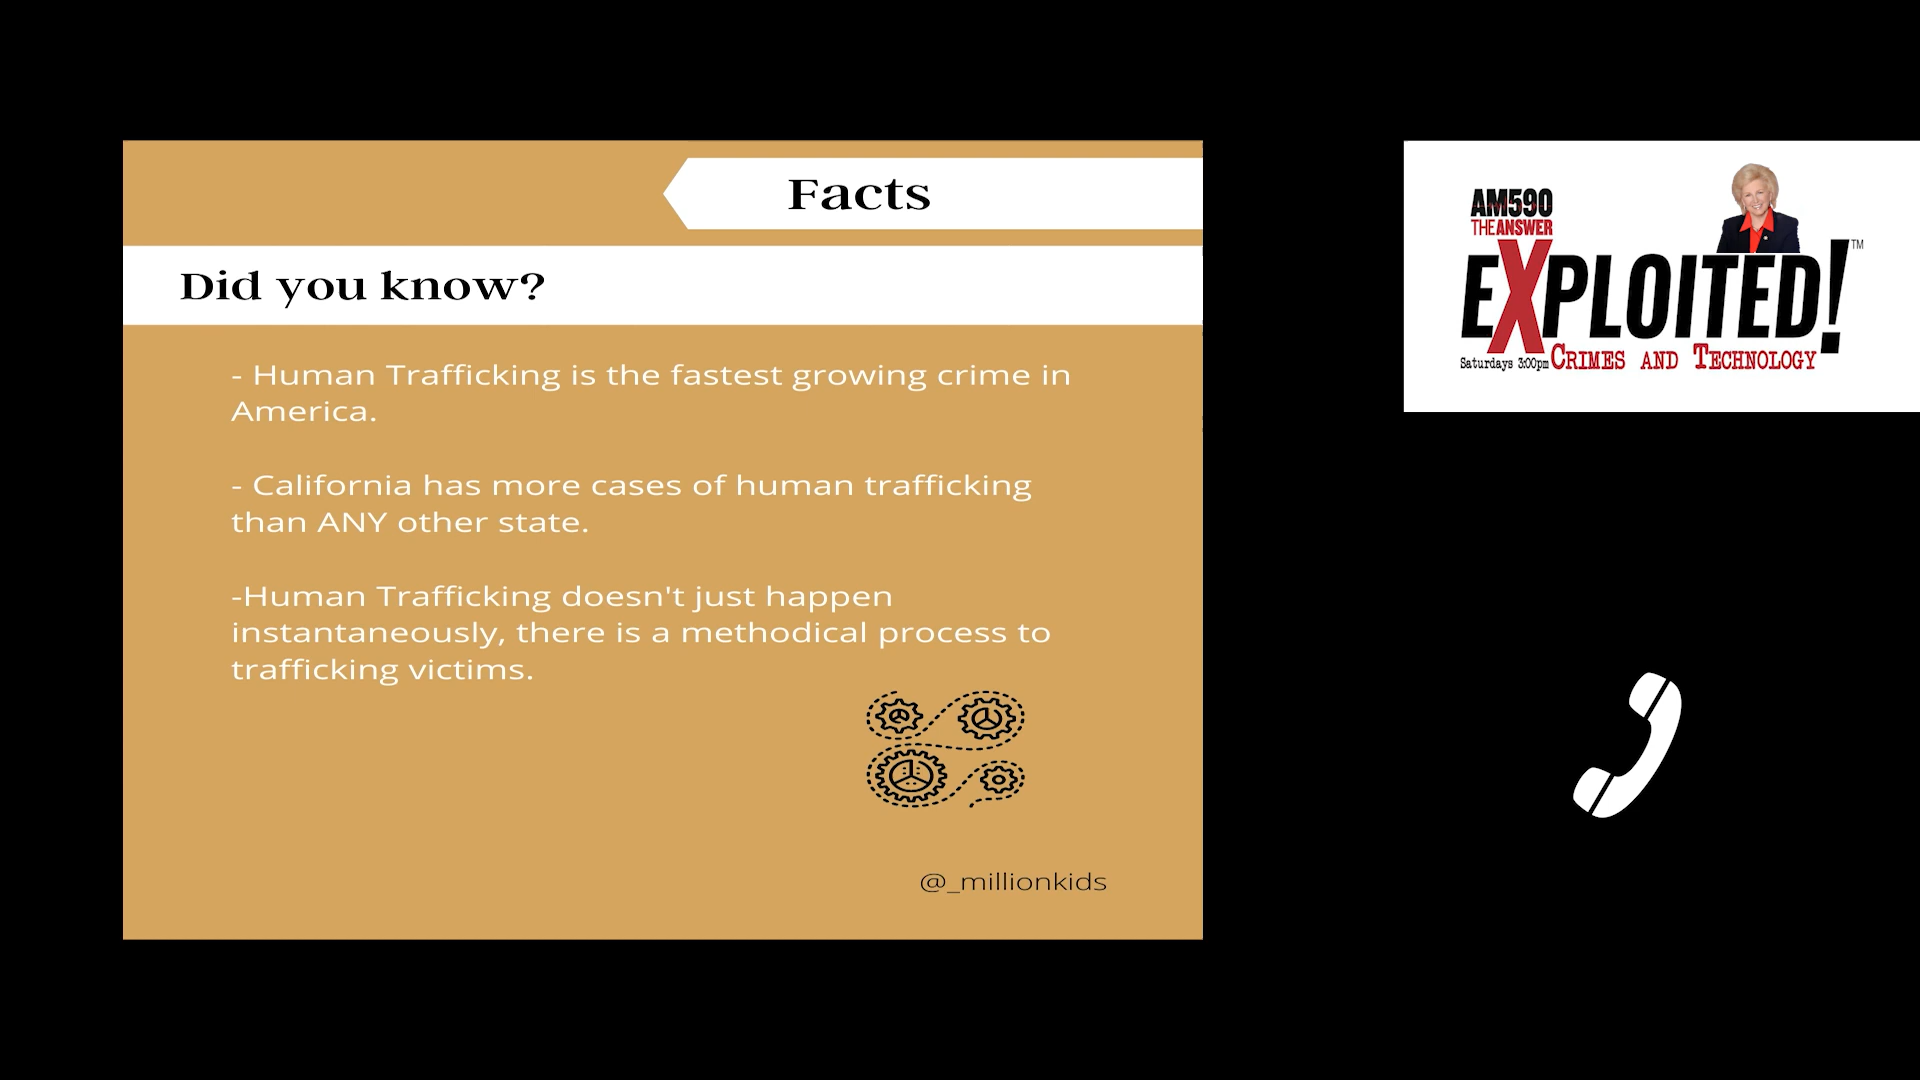 Facts
Did you know?
- Human Trafficking is the fastest growing crime in
America.
- California has more cases of human trafficking
than ANY other state.
-Human Trafficking doesn't just happen
instantaneously, there is a methodical process to
trafficking victims.
@_millionkids
AM590
THE ANSWER
EXPLOITED!™
Saturdays 3:00pm CRIMES AND TECHNOLOGY